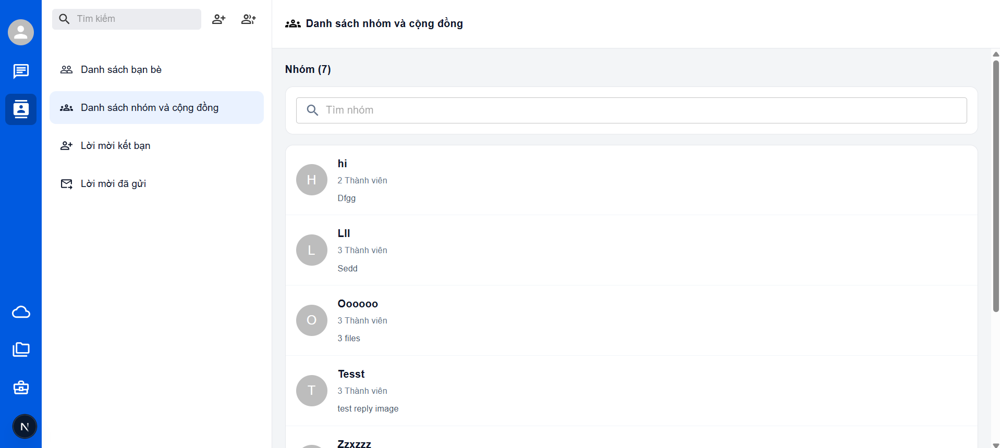 Tìm kiếm
Danh sách bạn bè
Danh sách nhóm và cộng đồng
Lời mời kết bạn
Lời mời đã gửi
N
Danh sách nhóm và cộng đồng
Nhóm (7)
Tìm nhóm
H
hi
2 Thành viên
Dfgg
L
Lll
3 Thành viên
Sedd
O
Oooooo
3 Thành viên
3 files
T
Tesst
3 Thành viên
test reply image
Zzxzzz